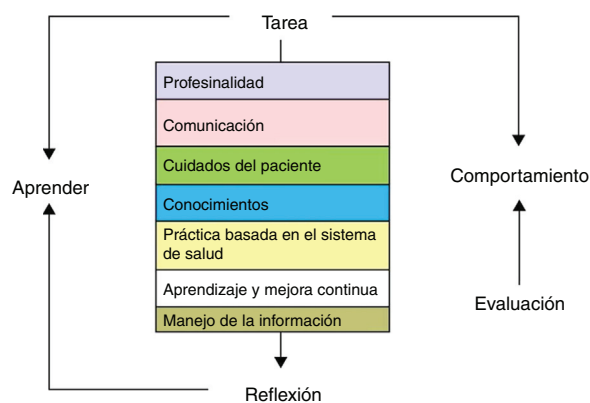 Tarea
Profesinalidad
Comunicación
Cuidados del paciente
Aprender
Comportamiento
Conocimientos
Práctica basada en el sistema
de salud
Aprendizaje y mejora continua
Evaluación
Manejo de la información
Reflexión